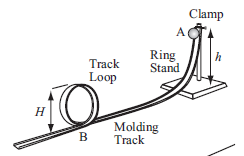 Clamp
A
Ring
Stand
h
Track
Loop
H
B
Molding
Track